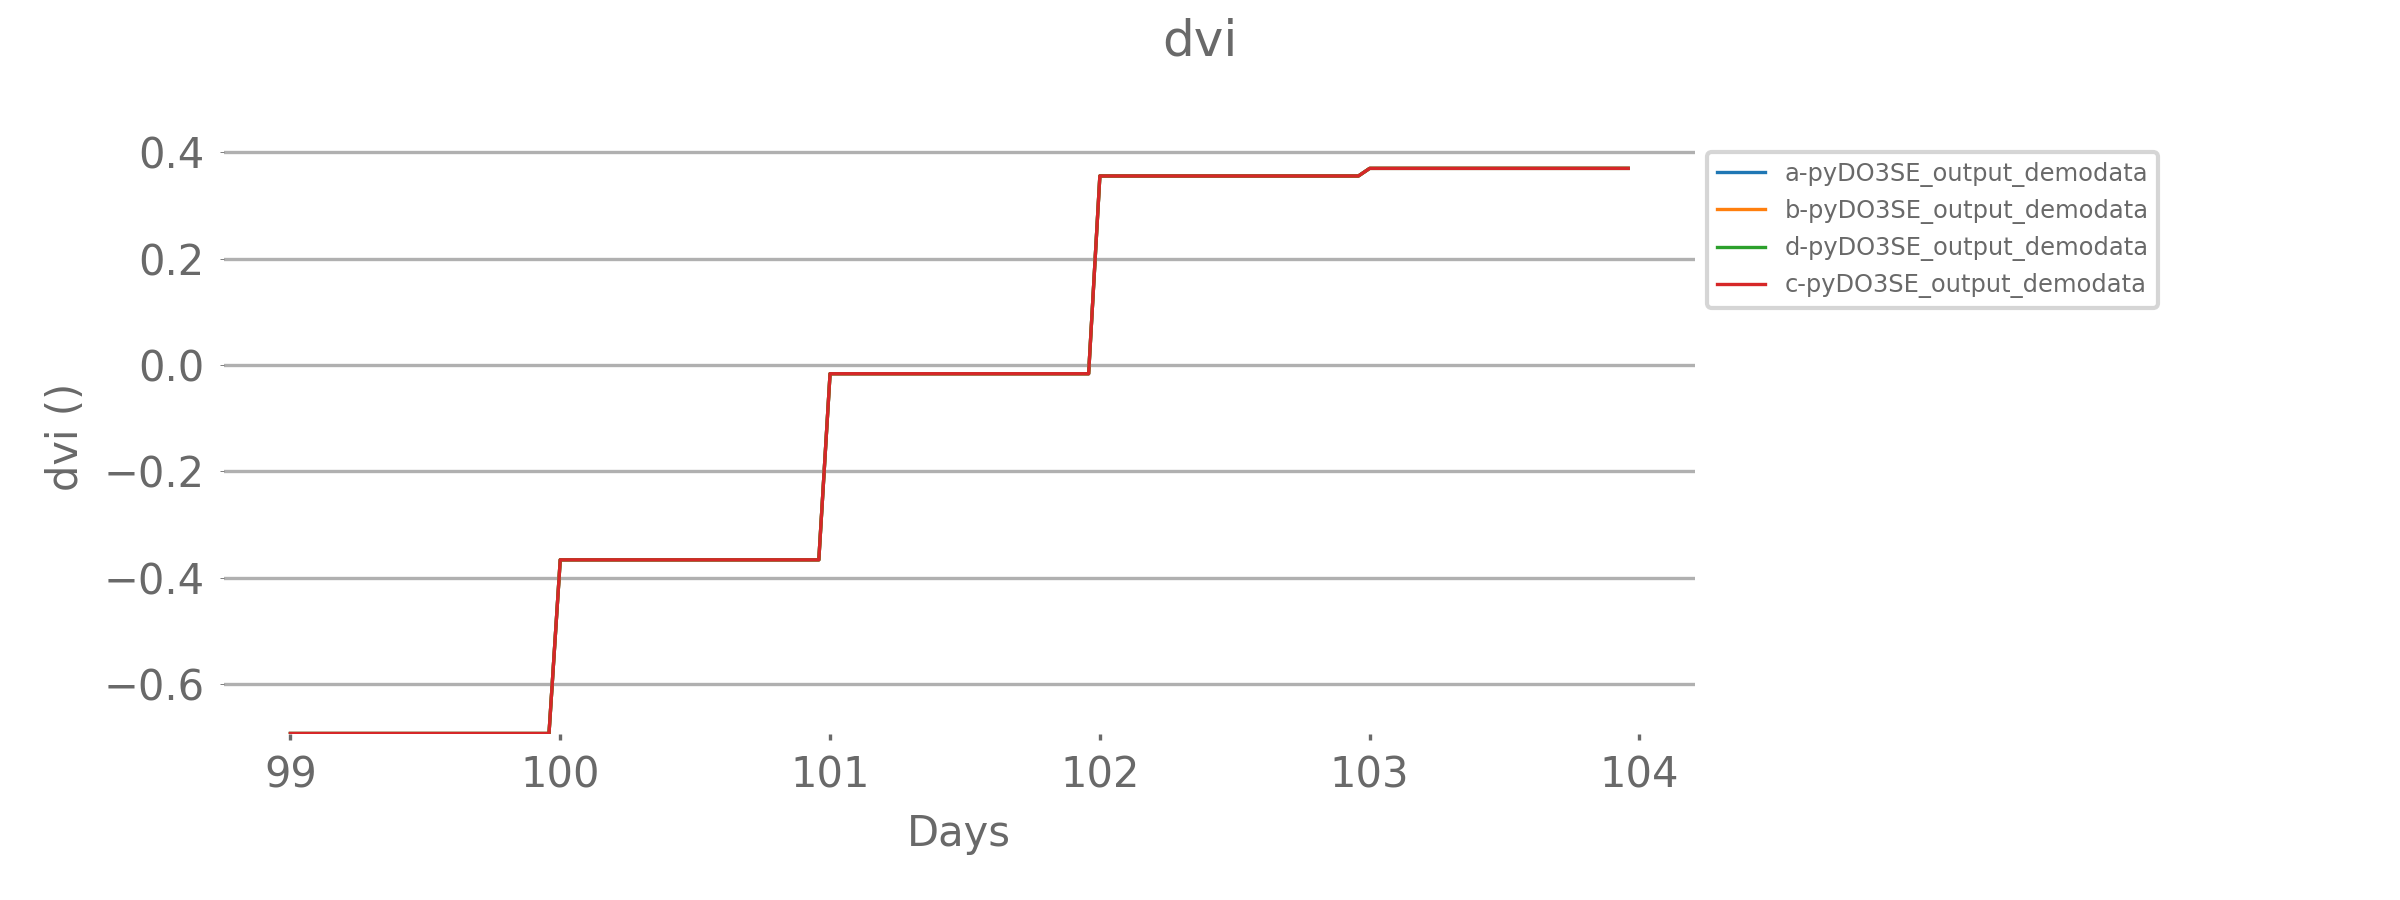 dvi
0.4
0.2
0.0
−0.2
−0.4
−0.6
dvi ()
99 100 101 102 103 104
Days
a-pyDO3SE_output_demodata
b-pyDO3SE_output_demodata
d-pyDO3SE_output_demodata
c-pyDO3SE_output_demodata